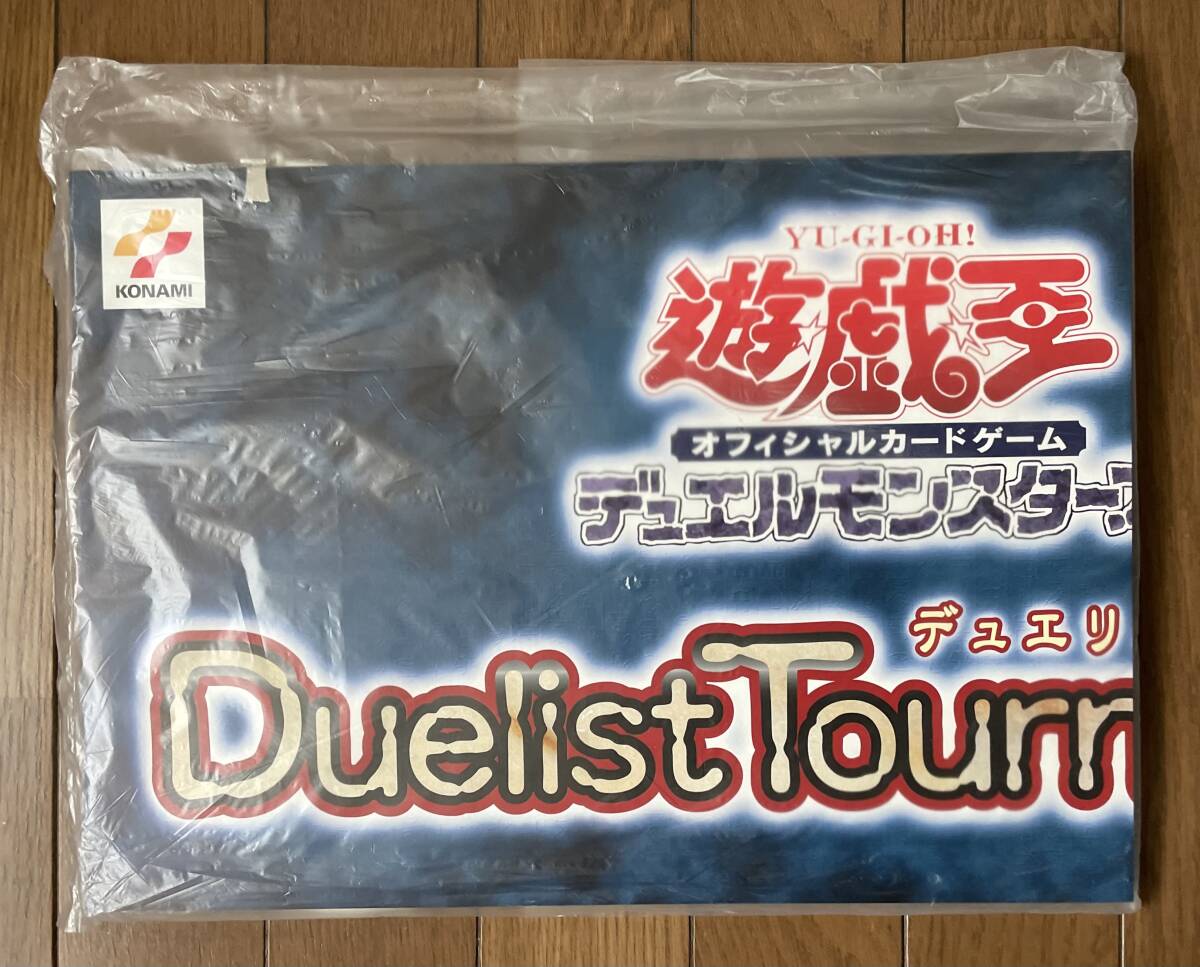 KONAMI
YU-GI-OH!
遊戯王
オフィシャルカードゲーム
デュエルモンスターズ
デュエリ
Duelist Tourn